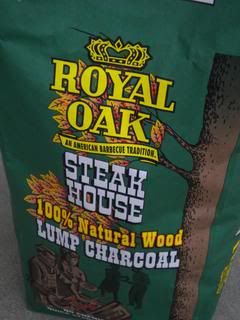 ROYAL
OAK
AN AMERICAN BARBECUE TRADITION
STEAK
HOUSE
100% Natural Wood
LUMP CHARCOAL